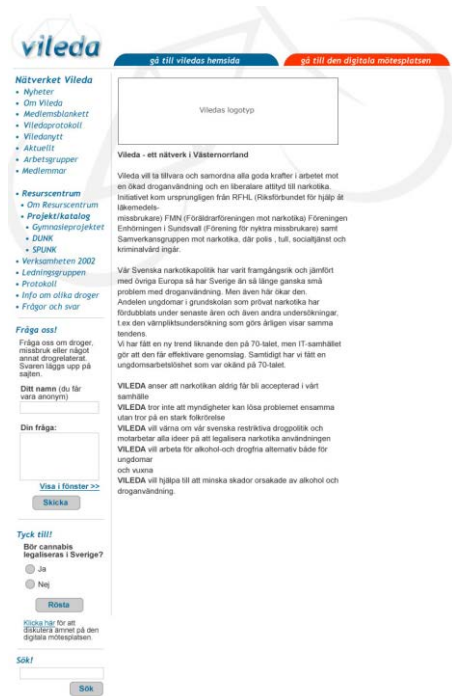 vileda
gå till viledas hemsida
gå till den digitala mötesplatsen
Nätverket Vileda
• Nyheter
• Om Vileda
• Medlemsblankett
• Viledaprotokoll
• Viledanytt
• Aktuellt
• Arbetsgrupper
• Medlemmar
• Resurscentrum
• Om Resurscentrum
• Projekt/katalog
• Gymnasieprojektet
• DUNK
• SPUNK
• Verksamheten 2002
• Ledningsgruppen
• Protokoll
• Info om olika droger
• Frågor och svar
Fråga oss!
Fråga oss om droger,
missbruk eller något
annat drogrelaterat.
Svaren läggs upp på
sajten.
Ditt namn (du får
vara anonym)
Din fråga:
Visa i fönster >>
Skicka
Tyck till!
Bör cannabis
legaliseras i Sverige?
Ja
Nej
Rösta
Klicka här för att
diskutera ämnet på den
digitala mötesplatsen.
Sök!
Sök
Viledas logotyp
Vileda - ett nätverk i Västernorrland
Vileda vill ta tillvara och samordna alla goda krafter i arbetet mot
en ökad droganvändning och en liberalare attityd till narkotika.
Initiativet kom ursprungligen från RFHL (Riksförbundet for hjälp åt
läkemedels-
missbrukare) FMN (Föräldrarföreningen mot narkotika) Föreningen
Enhörningen i Sundsvall (Förening för nyktra missbrukare) samt
Samverkansgruppen mot narkotika, där polis , tull, socialtjänst och
kriminalvård ingår.
Vår Svenska narkotikapolitik har varit framgångsrik och jämfört
med övriga Europa så har Sverige än så länge ganska små
problem med droganvändning. Men även här ökar den.
Andelen ungdomar i grundskolan som prövat narkotika har
fördubblats under senaste åren och även andra undersökningar,
t.ex den värnpliktsundersökning som görs årligen visar samma
tendens.
Vi har fått en ny trend liknande den på 70-talet, men IT-samhället
gör att den får effektivare genomslag. Samtidigt har vi fått en
ungdomsarbetslöshet som var okänd på 70-talet.
VILEDA anser att narkotikan aldrig får bli accepterad i vårt
samhälle
VILEDA tror inte att myndigheter kan lösa problemet ensamma
utan tror på en stark folkrörelse
VILEDA vill värna om vår svenska restriktiva drogpolitik och
motarbetar alla ideer på att legalisera narkotika användningen
VILEDA vill arbeta för alkohol-och drogfria alternativ både för
ungdomar
och vuxna
VILEDA vill hjälpa till att minska skador orsakade av alkohol och
droganvändning.